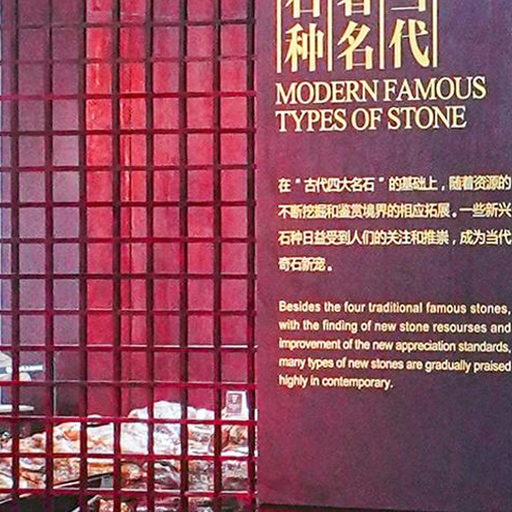 石 著 当
种 名 代
MODERN FAMOUS
TYPES OF STONE
在“古代四大名石”的基础上，随着资源的
不断挖掘和鉴赏境界的相应拓展。一些新兴
石种日益受到人们的关注和推崇，成为当代
奇石新宠。
Besides the four traditional famous stones,
with the finding of new stone resourses and
improvement of the new appreciation standards,
many types of new stones are gradually praised
highly in contemporary.